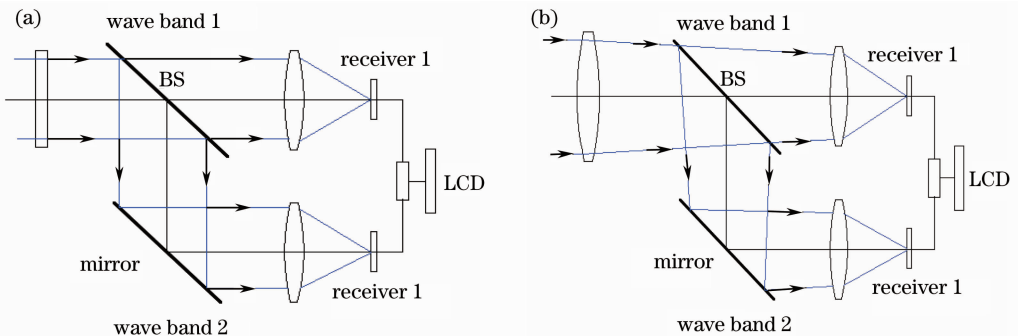 (a)
wave band 1
BS
receiver 1
LCD
mirror
receiver 1
wave band 2
(b)
wave band 1
BS
receiver 1
LCD
mirror
receiver 1
wave band 2